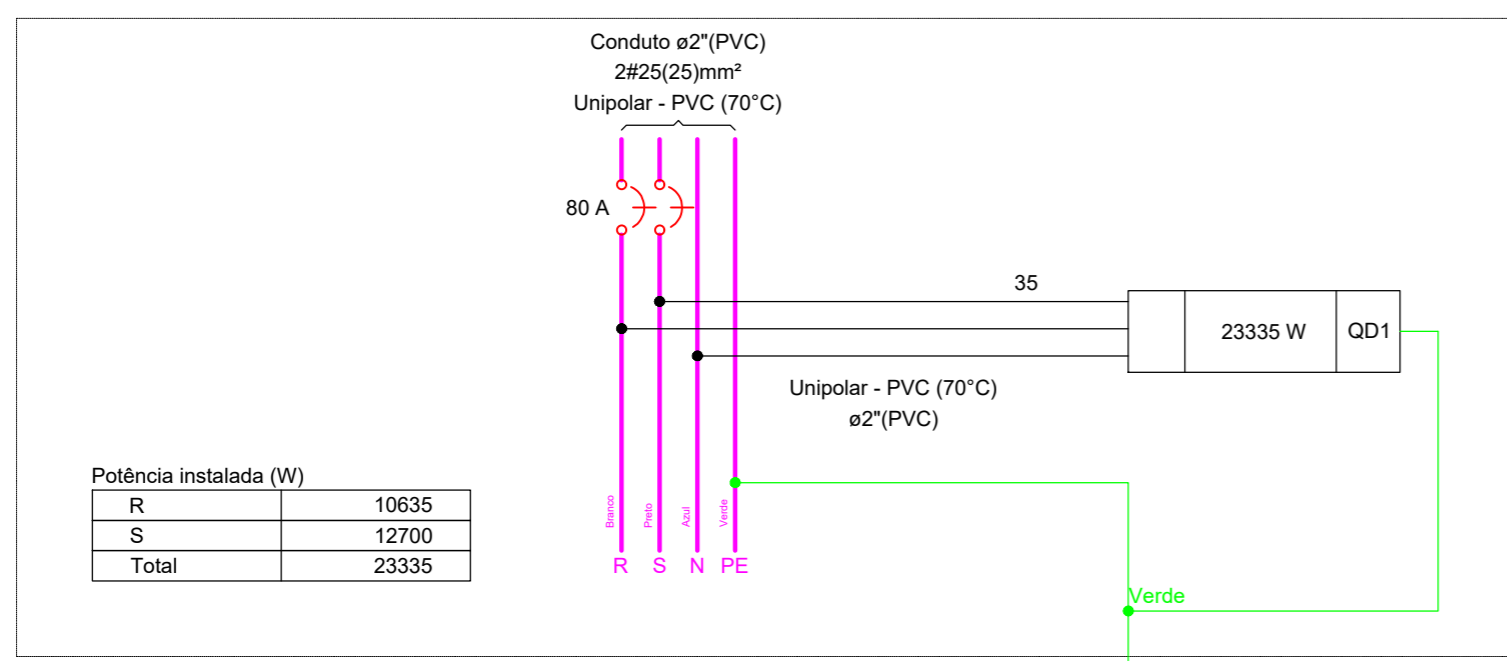 Conduto ø2"(PVC)
2#25(25)mm²
Unipolar - PVC (70°C)
80 A
35
23335 W
QD1
Unipolar - PVC (70°C)
ø2"(PVC)
Potência instalada (W)
R 10635
S 12700
Total 23335
Branco
Preto
Azul
Verde
R S N PE
Verde